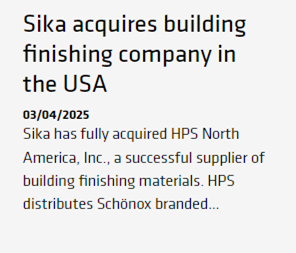 Sika acquires building
finishing company in
the USA
03/04/2025
Sika has fully acquired HPS North
America, Inc., a successful supplier of
building finishing materials. HPS
distributes Schönox branded...